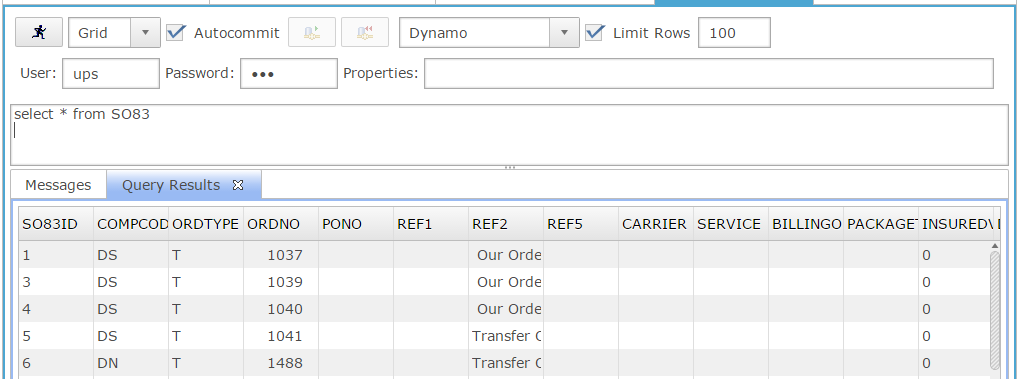 Grid Autocommit Dynamo Limit Rows 100
User: ups Password: ••• Properties:
select * from SO83
Messages Query Results
SO83ID COMPCOD ORDTYPE ORDNO PONO REF1 REF2 REF5 CARRIER SERVICE BILLINGO PACKAGET INSUREDV
1 DS T 1037 Our Orde 0
3 DS T 1039 Our Orde 0
4 DS T 1040 Our Orde 0
5 DS T 1041 Transfer 0
6 DN T 1488 Transfer 0